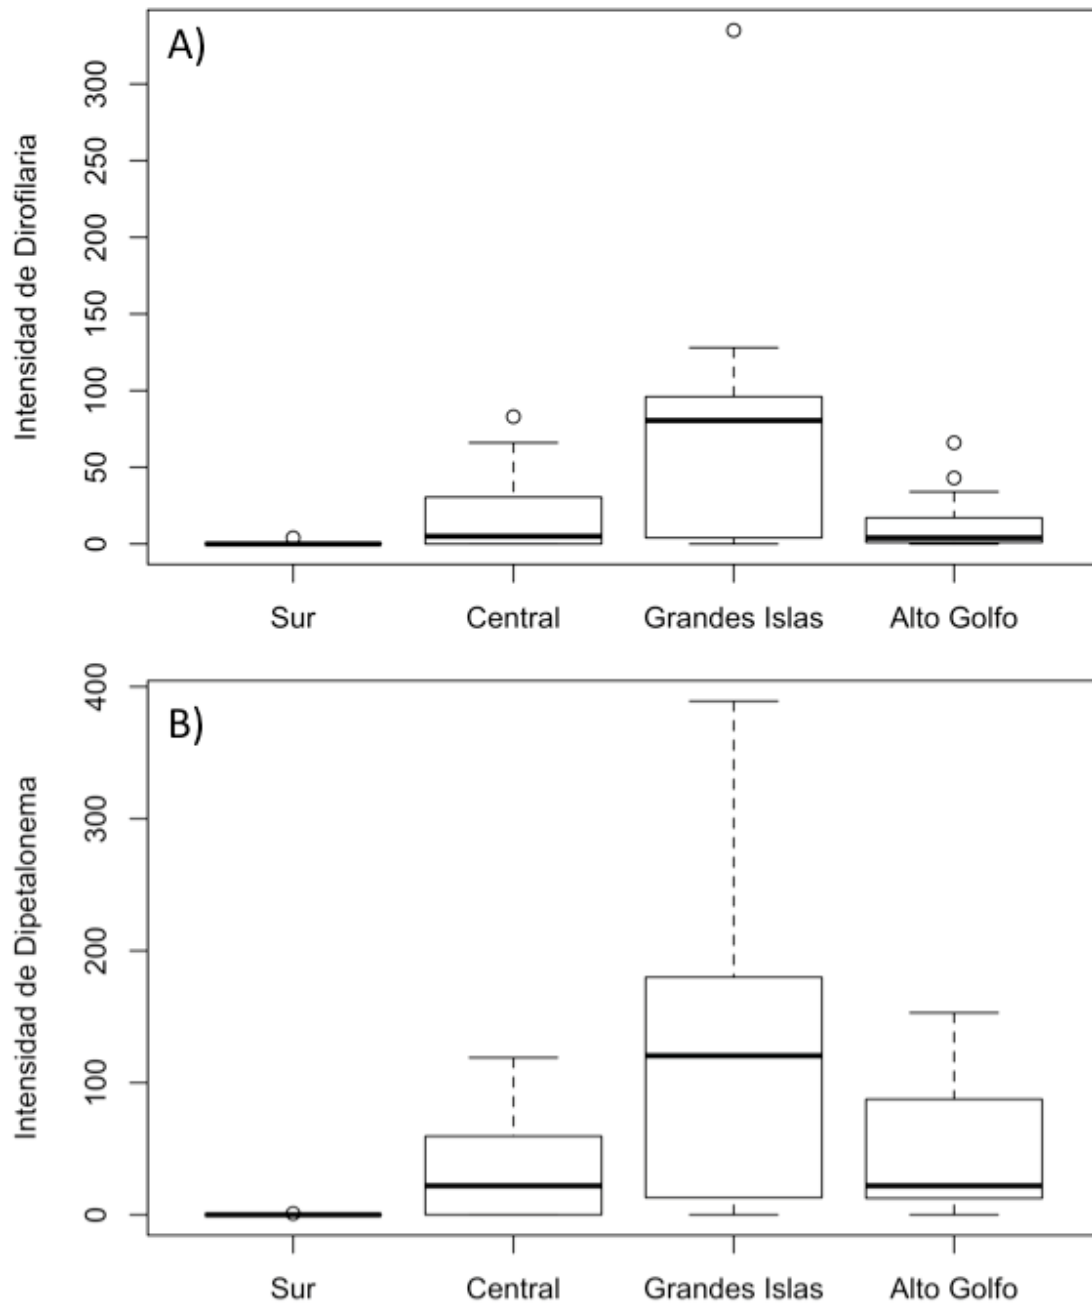 A)
Intensidad de Dirofilaria
300
250
200
150
100
50
0
Sur Central Grandes Islas Alto Golfo
B)
Intensidad de Dipetalonema
400
300
200
100
0
Sur Central Grandes Islas Alto Golfo